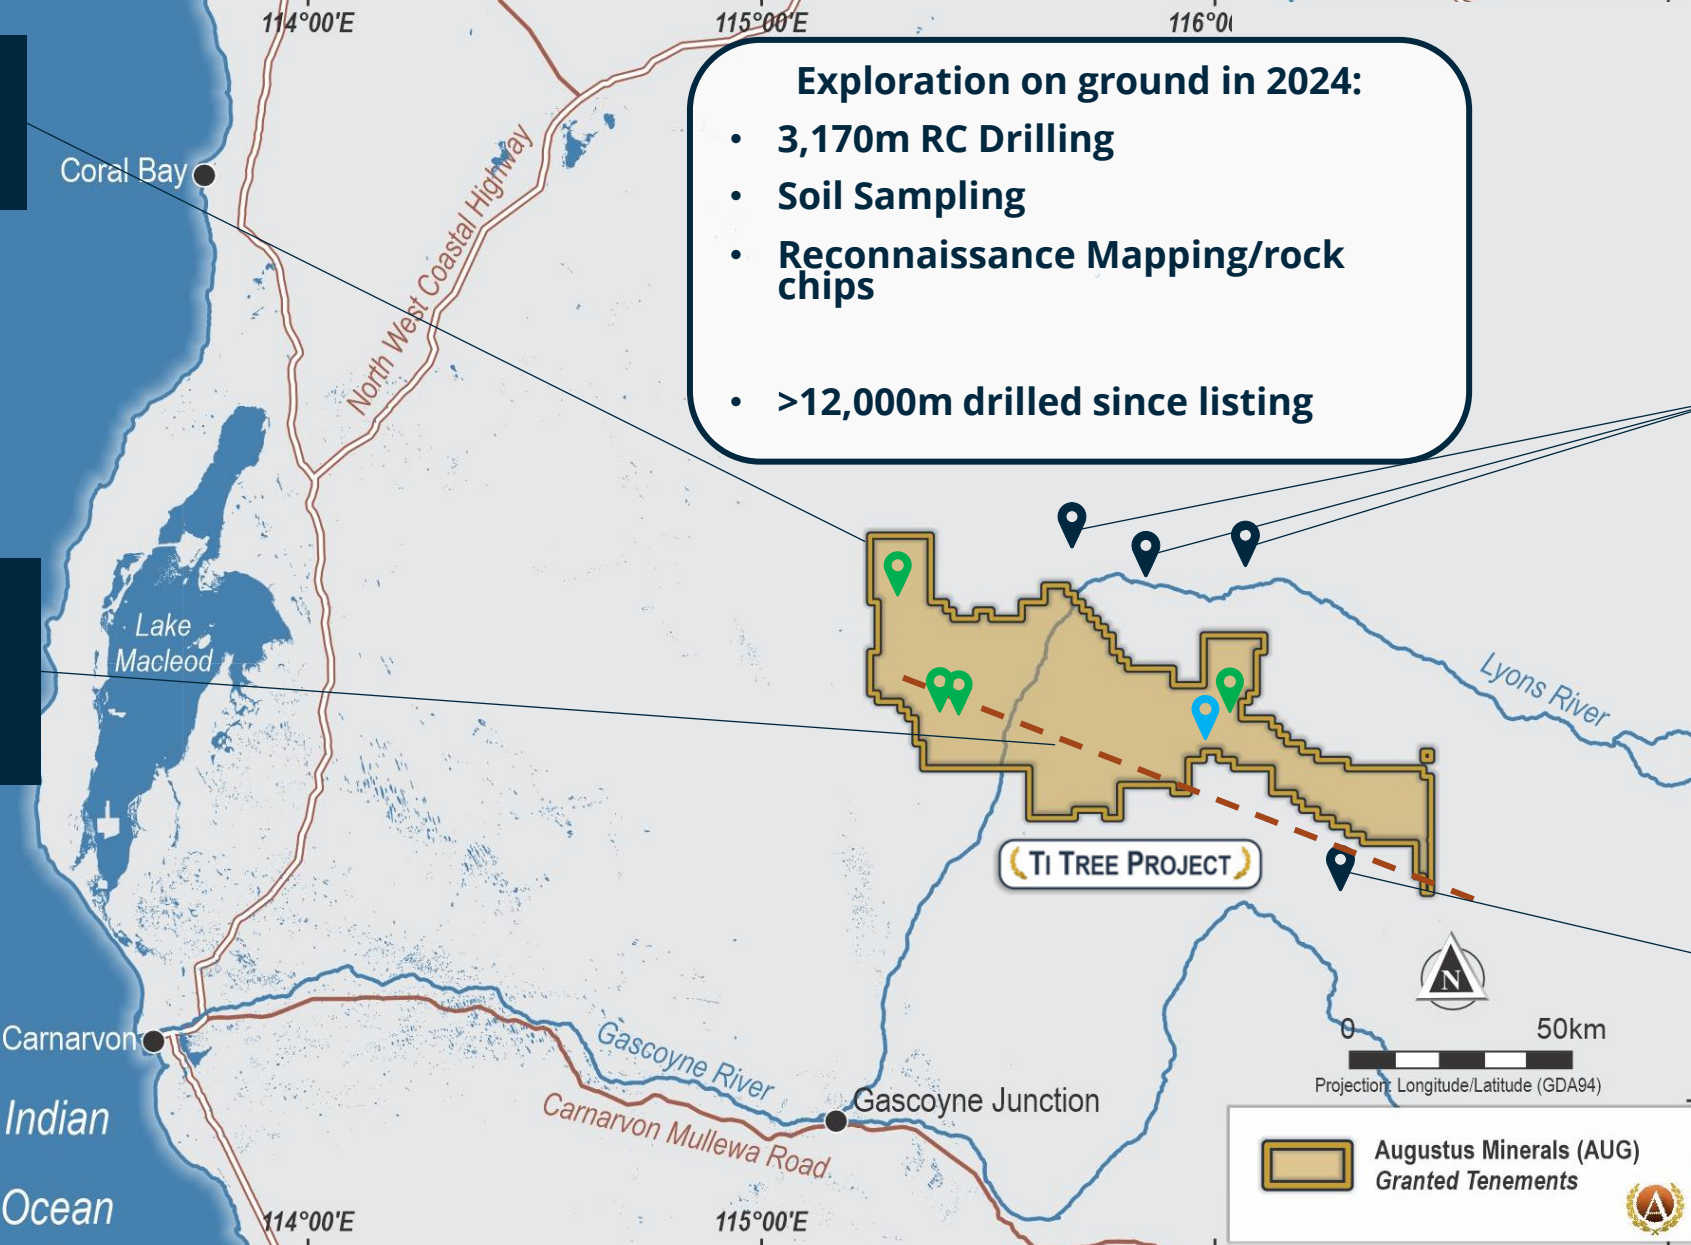 114°00'E
115°00'E
116°0
Exploration on ground in 2024:
• 3,170m RC Drilling
• Soil Sampling
• Reconnaissance Mapping/rock
chips
• >12,000m drilled since listing
Coral Bay
North West Coastal Highway
Lake
Macleod
Lyons River
TI TREE PROJECT
N
0 50km
Projection: Longitude/Latitude (GDA94)
Carnarvon
Gascoyne River
Gascoyne Junction
Carnarvon Mullewa Road
Indian
Ocean
Augustus Minerals (AUG)
Granted Tenements
A
114°00'E
115°00'E